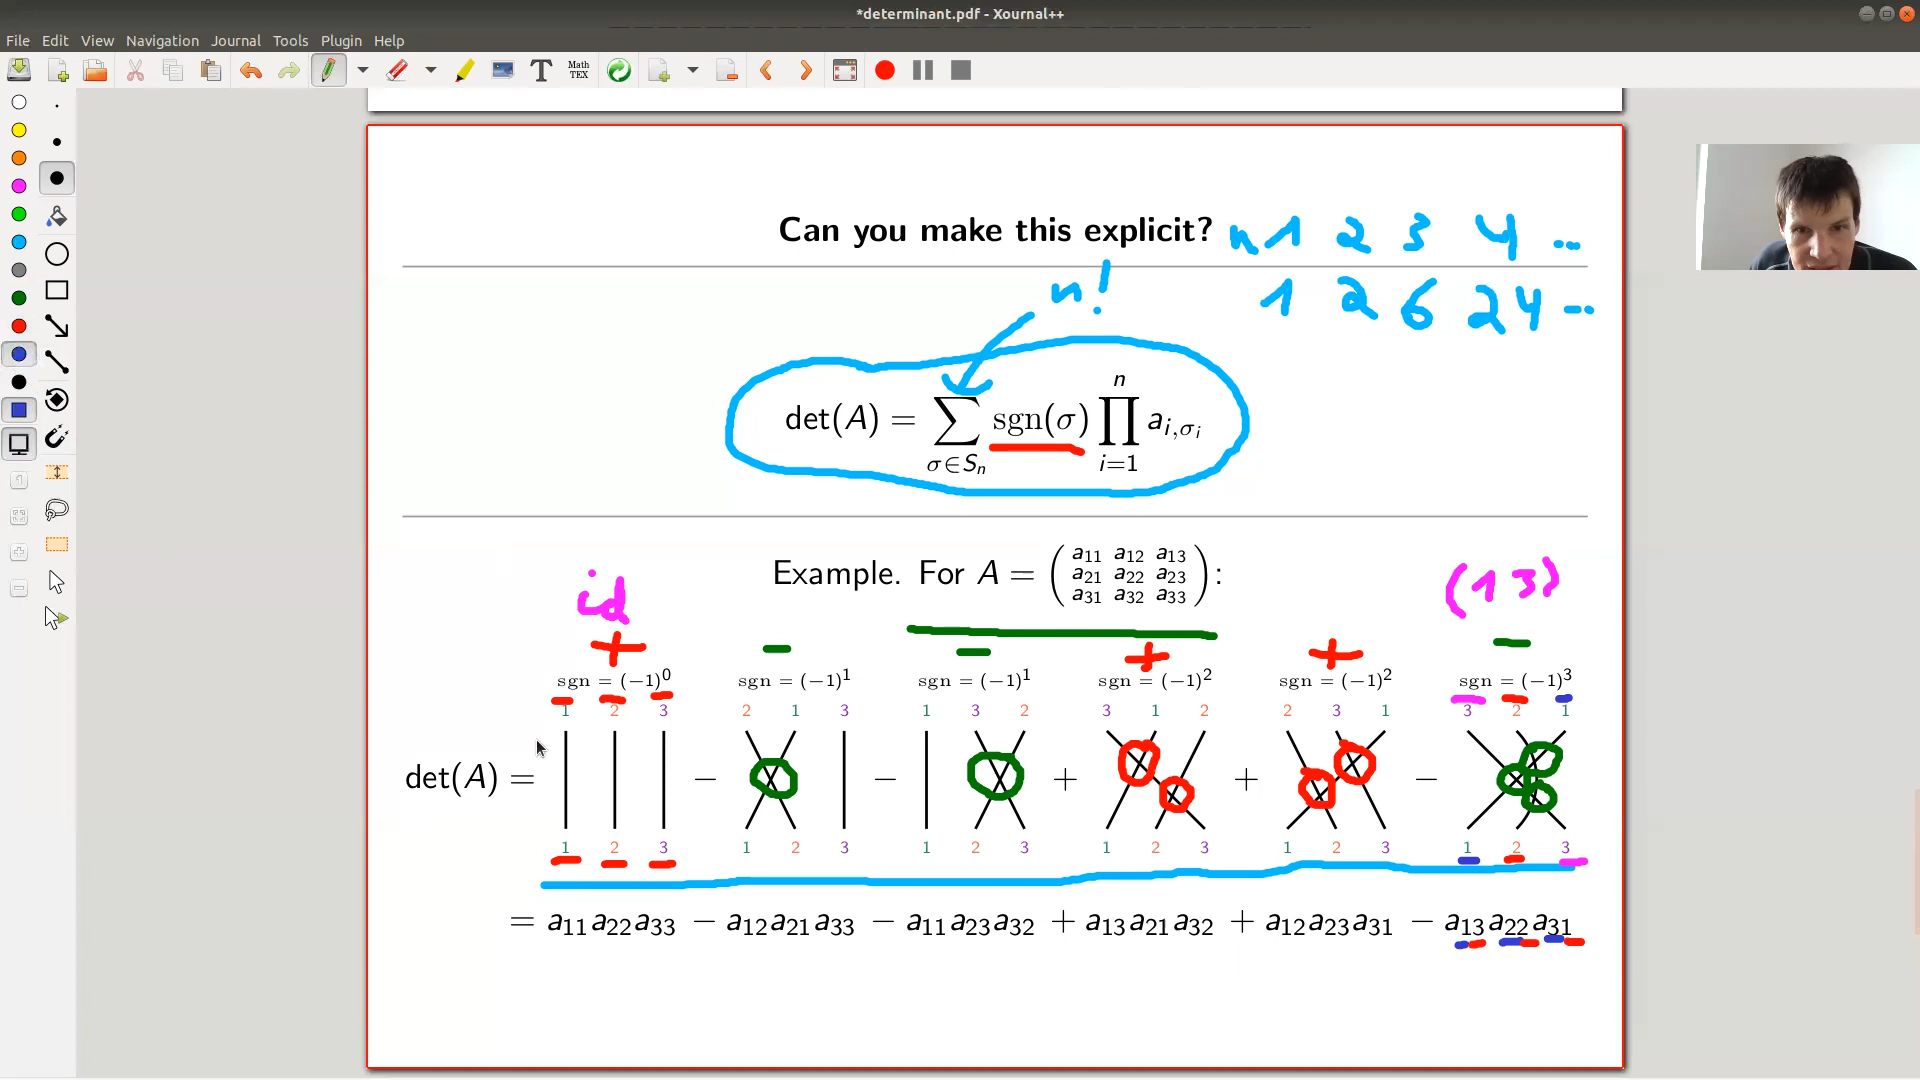 *determinant.pdf - Xournal++
File Edit View Navigation Journal Tools Plugin Help
T Math TEX
Can you make this explicit? n 1 2 3 4 ...
n! 1 2 6 24 ...
det(A) = ∑_{σ∈S_n} sgn(σ) ∏_{i=1}^{n} a_{i,σ_i}
Example. For A = ( a₁₁ a₁₂ a₁₃
a₂₁ a₂₂ a₂₃
a₃₁ a₃₂ a₃₃ ):
id (1 3)
+ − − + + −
sgn = (−1)⁰ sgn = (−1)¹ sgn = (−1)¹ sgn = (−1)² sgn = (−1)² sgn = (−1)³
1 2 3 2 1 3 1 3 2 3 1 2 2 3 1 3 2 1
det(A) = − − + + −
1 2 3 1 2 3 1 2 3 1 2 3 1 2 3 1 2 3
= a₁₁a₂₂a₃₃ − a₁₂a₂₁a₃₃ − a₁₁a₂₃a₃₂ + a₁₃a₂₁a₃₂ + a₁₂a₂₃a₃₁ − a₁₃a₂₂a₃₁